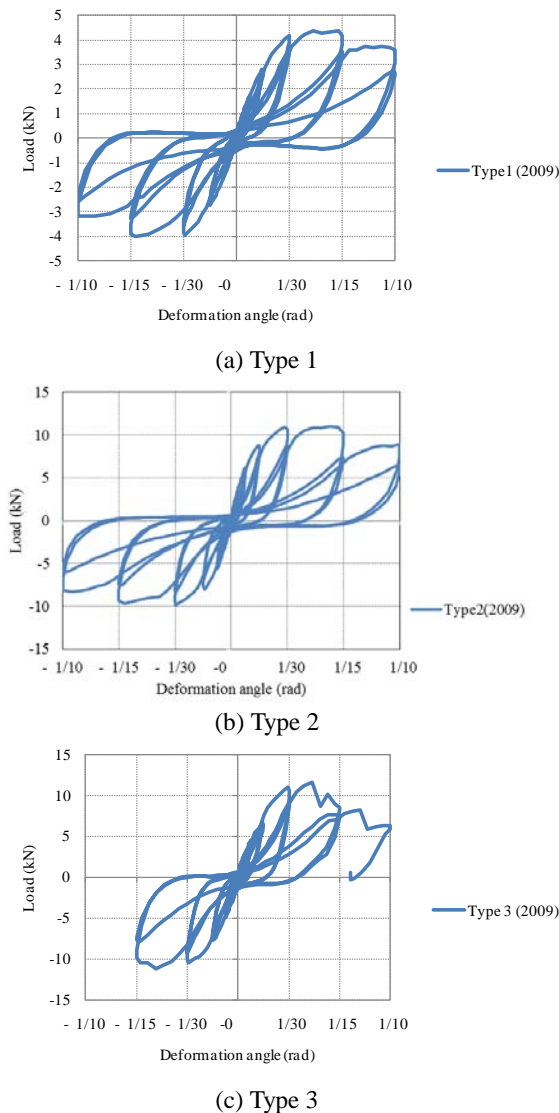 5
4
3
2
1
0
-1
-2
-3
-4
-5
Load (kN)
Type1 (2009)
- 1/10 - 1/15 - 1/30 -0 1/30 1/15 1/10
Deformation angle (rad)
(a) Type 1
15
10
5
0
-5
-10
-15
Load (kN)
Type2(2009)
- 1/10 - 1/15 - 1/30 -0 1/30 1/15 1/10
Deformation angle (rad)
(b) Type 2
15
10
5
0
-5
-10
-15
Load (kN)
Type 3 (2009)
- 1/10 - 1/15 - 1/30 -0 1/30 1/15 1/10
Deformation angle (rad)
(c) Type 3